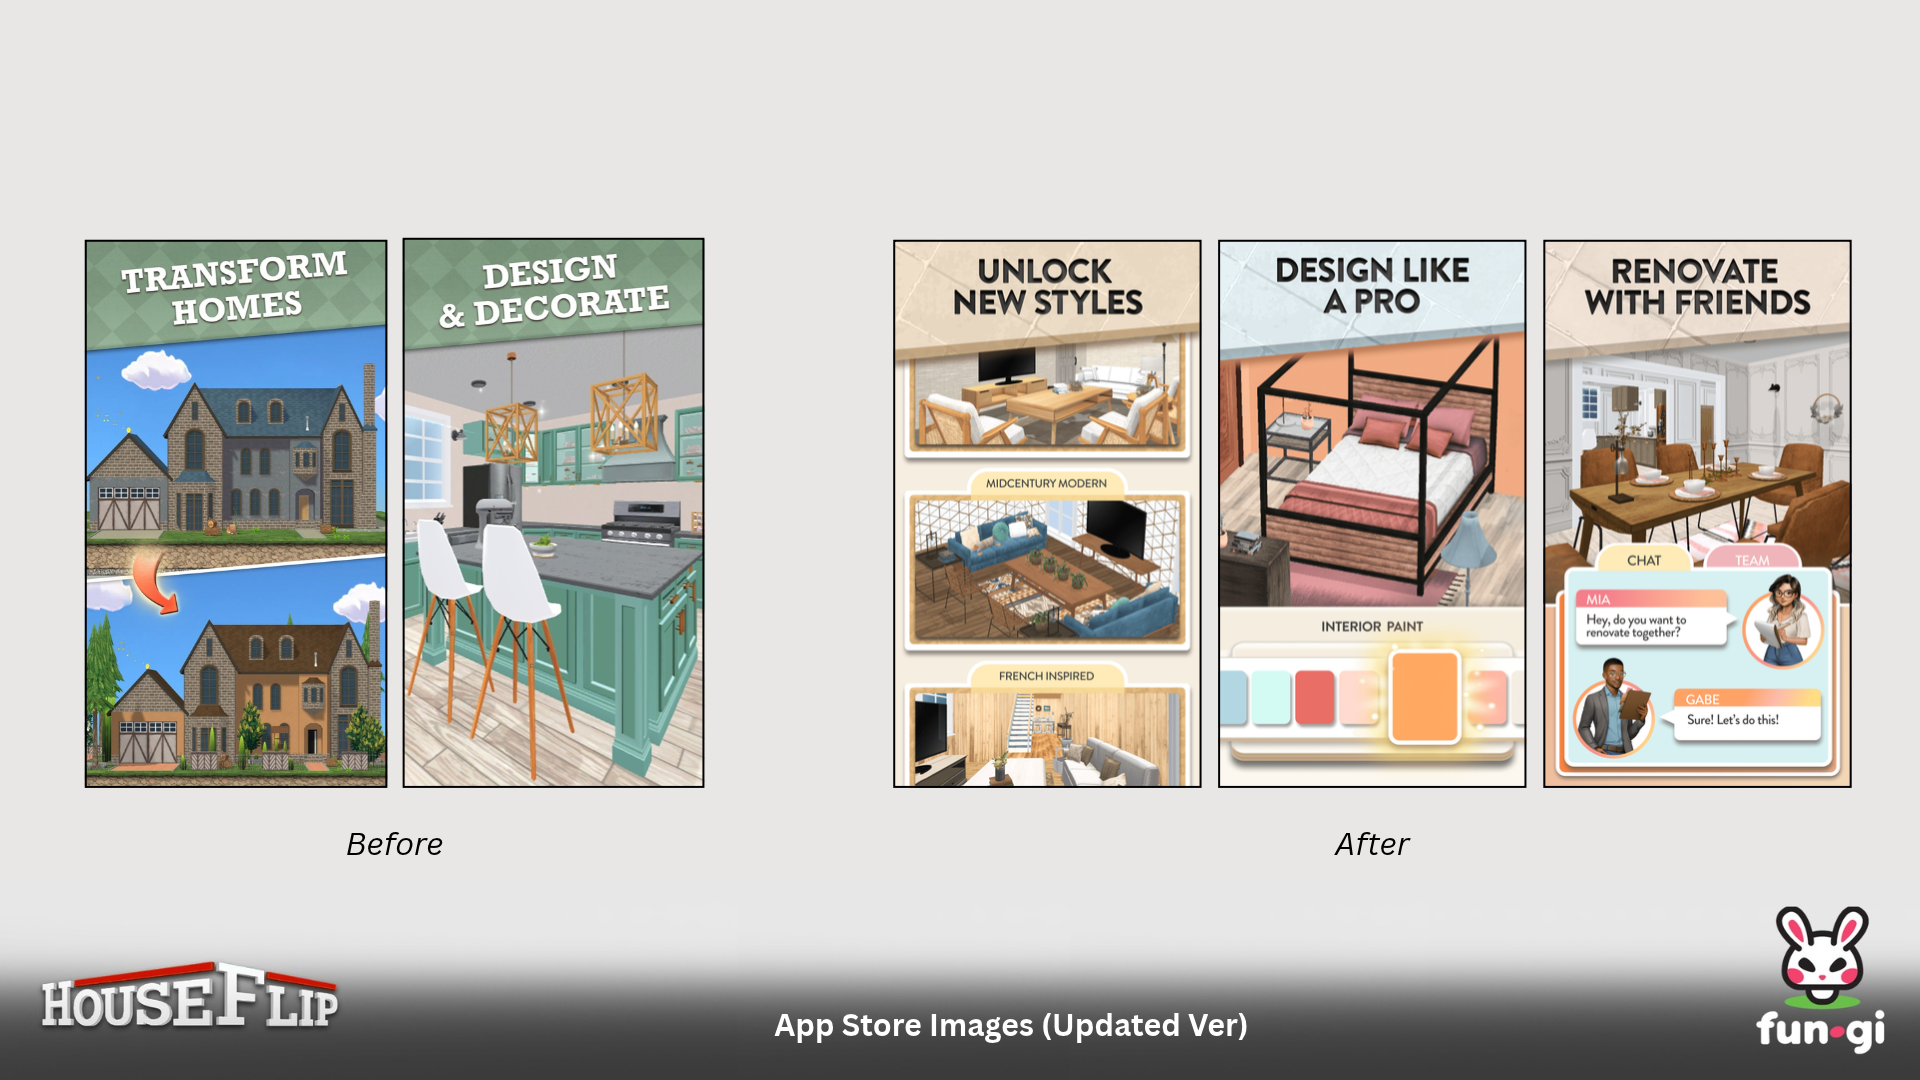 TRANSFORM
HOMES
DESIGN
& DECORATE
UNLOCK
NEW STYLES
MIDCENTURY MODERN
FRENCH INSPIRED
DESIGN LIKE
A PRO
INTERIOR PAINT
RENOVATE
WITH FRIENDS
CHAT
TEAM
MIA
Hey, do you want to
renovate together?
GABE
Sure! Let's do this!
Before
After
HOUSEFLIP
App Store Images (Updated Ver)
fun-gi